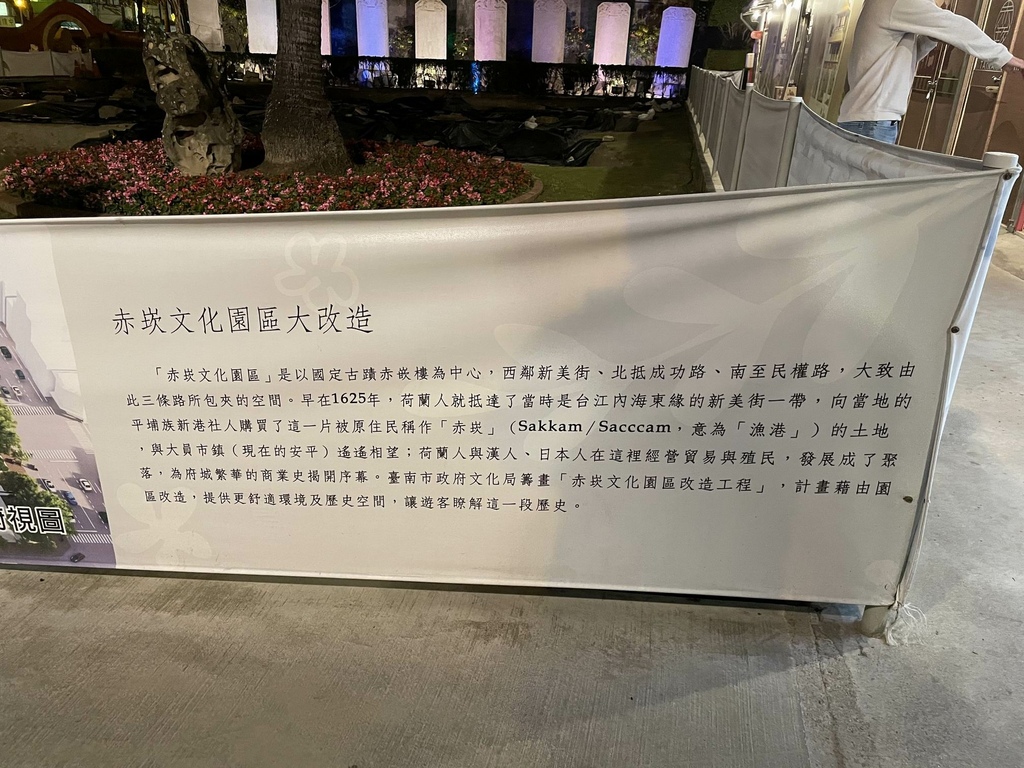 赤崁文化園區大改造
「赤崁文化園區」是以國定古蹟赤嵌樓為中心，西鄰新美街、北抵成功路、南至民權路，大致由
此三條路所包夾的空間。早在1625年，荷蘭人就抵達了當時是台江內海東緣的新美街一帶，向當地的
平埔族新港社人購買了這一片被原住民稱作「赤崁」（Sakkam／Sacccam，意為「漁港」）的土地
，與大員市鎮（現在的安平）遙遙相望；荷蘭人與漢人、日本人在這裡經營貿易與殖民，發展成了聚
落，為府城繁華的商業史揭開序幕。臺南市政府文化局籌畫「赤崁文化園區改造工程」，計畫藉由園
區改造，提供更舒適環境及歷史空間，讓遊客瞭解這一段歷史。
視圖